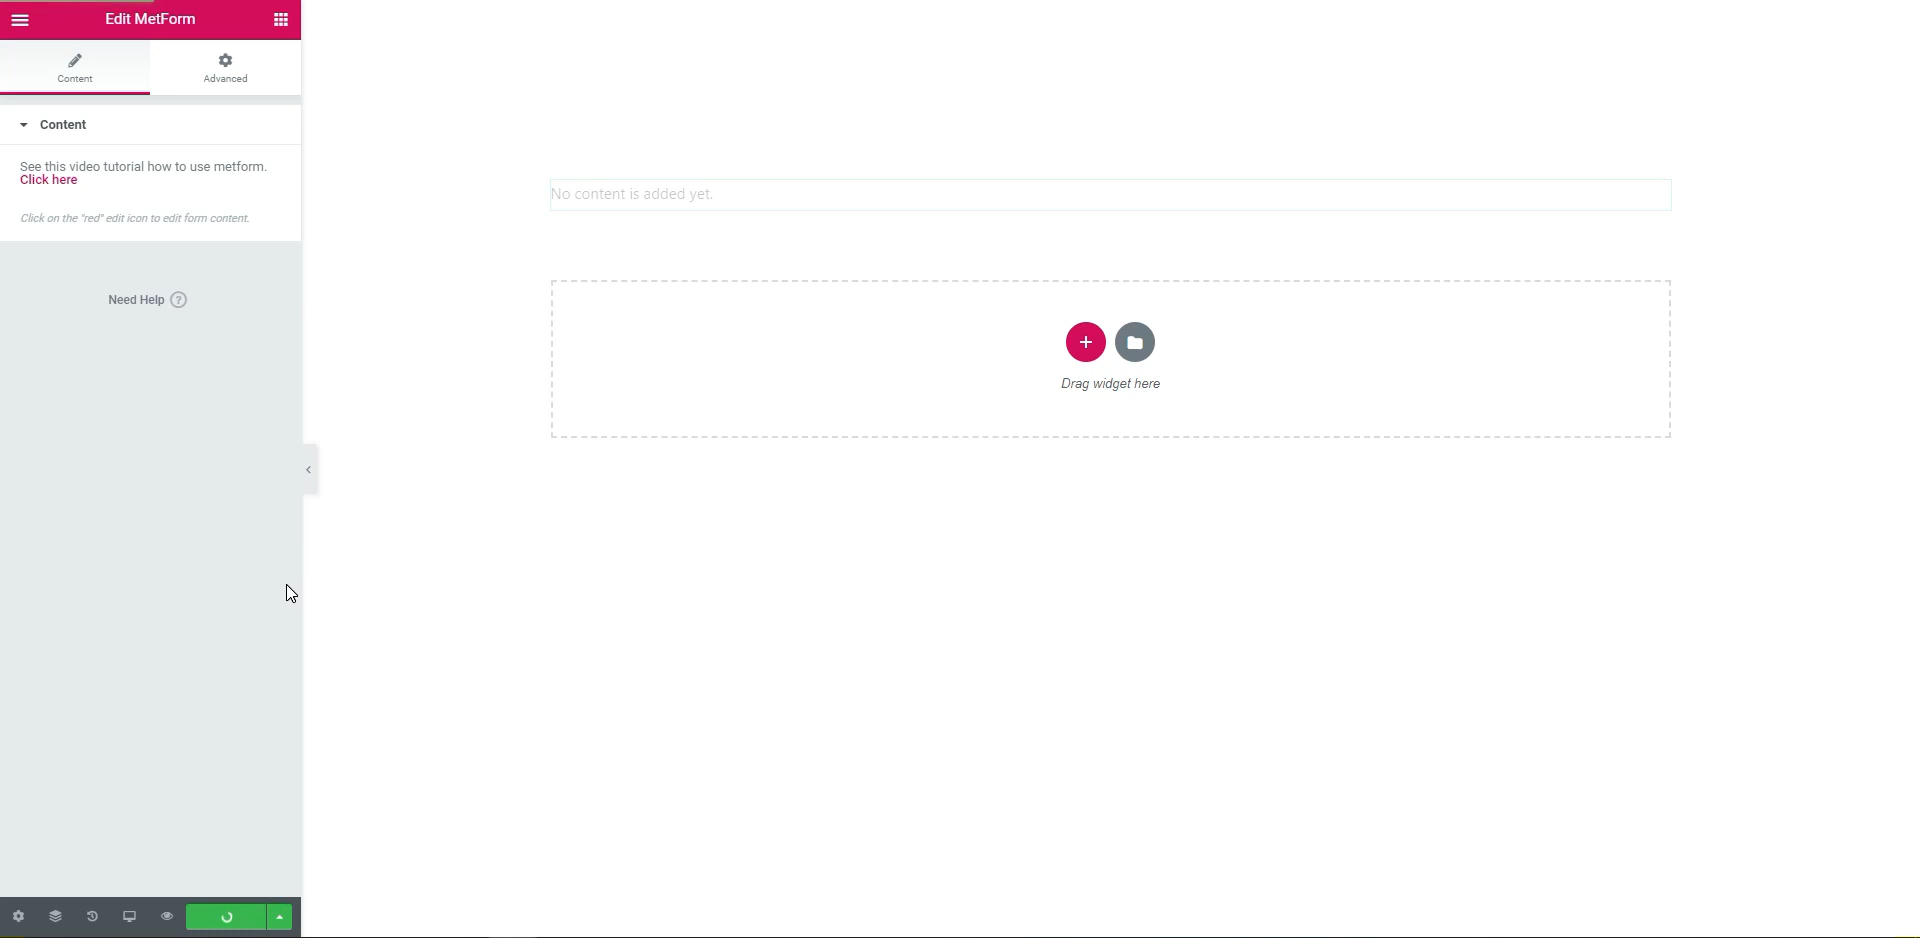 Edit MetForm
Content
Advanced
Content
See this video tutorial how to use metform.
Click here
Click on the "red" edit icon to edit form content.
Need Help ?
No content is added yet.
Drag widget here